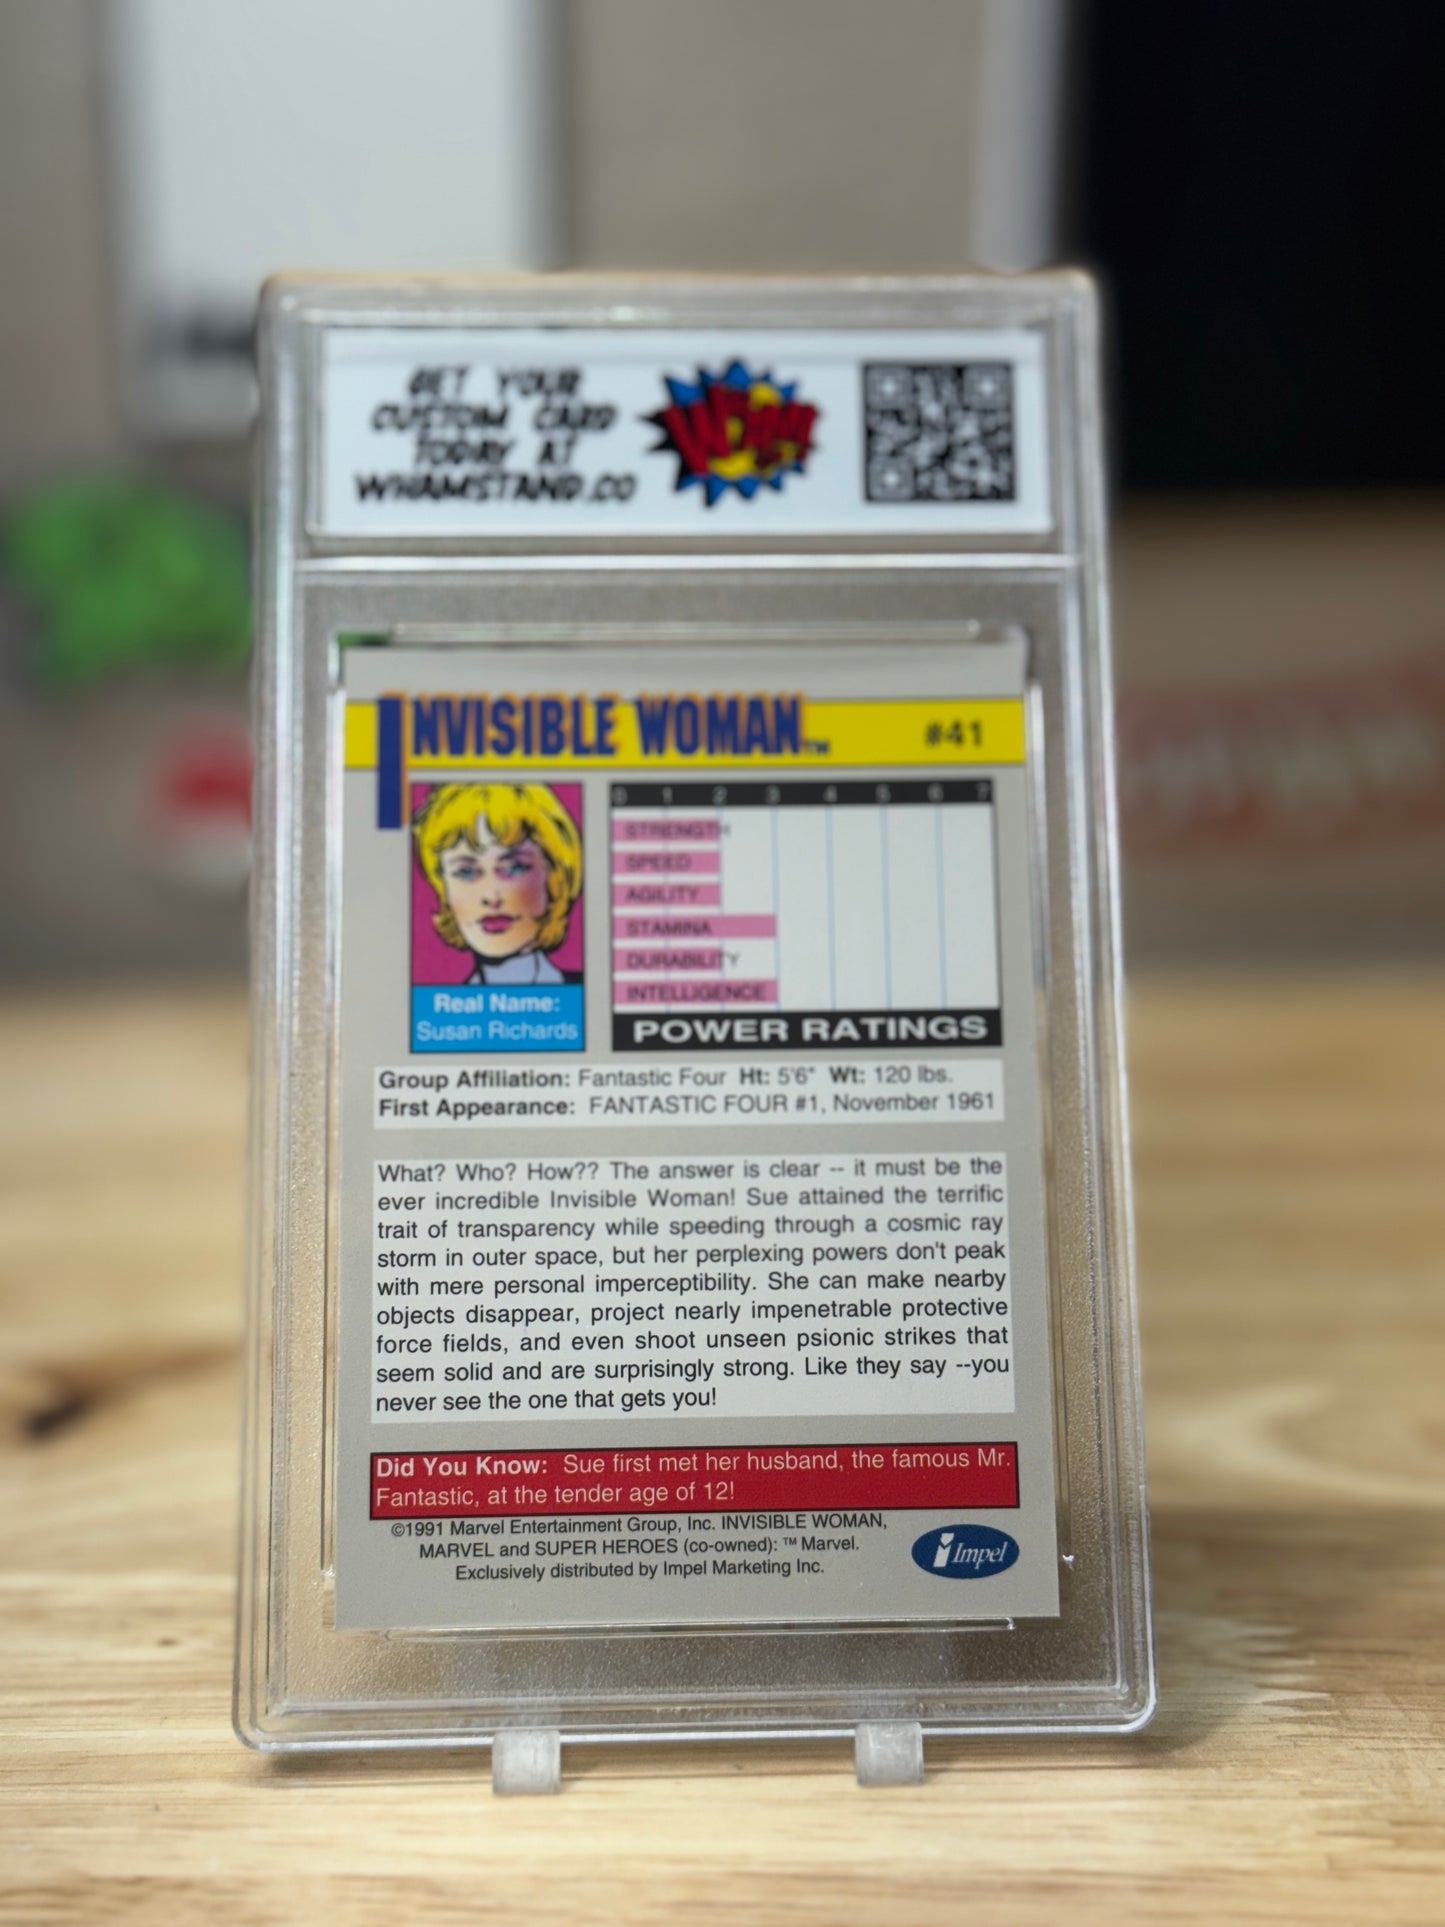 GET YOUR
CUSTOM CARD
TODAY AT
WHAMSTAND.CO
WHAM!
INVISIBLE WOMAN™
#41
0 1 2 3 4 5 6 7
STRENGTH
SPEED
AGILITY
STAMINA
DURABILITY
INTELLIGENCE
POWER RATINGS
Real Name:
Susan Richards
Group Affiliation: Fantastic Four Ht: 5'6" Wt: 120 lbs.
First Appearance: FANTASTIC FOUR #1, November 1961
What? Who? How?? The answer is clear -- it must be the
ever incredible Invisible Woman! Sue attained the terrific
trait of transparency while speeding through a cosmic ray
storm in outer space, but her perplexing powers don't peak
with mere personal imperceptibility. She can make nearby
objects disappear, project nearly impenetrable protective
force fields, and even shoot unseen psionic strikes that
seem solid and are surprisingly strong. Like they say --you
never see the one that gets you!
Did You Know: Sue first met her husband, the famous Mr.
Fantastic, at the tender age of 12!
©1991 Marvel Entertainment Group, Inc. INVISIBLE WOMAN,
MARVEL and SUPER HEROES (co-owned): ™ Marvel.
Exclusively distributed by Impel Marketing Inc.
Impel